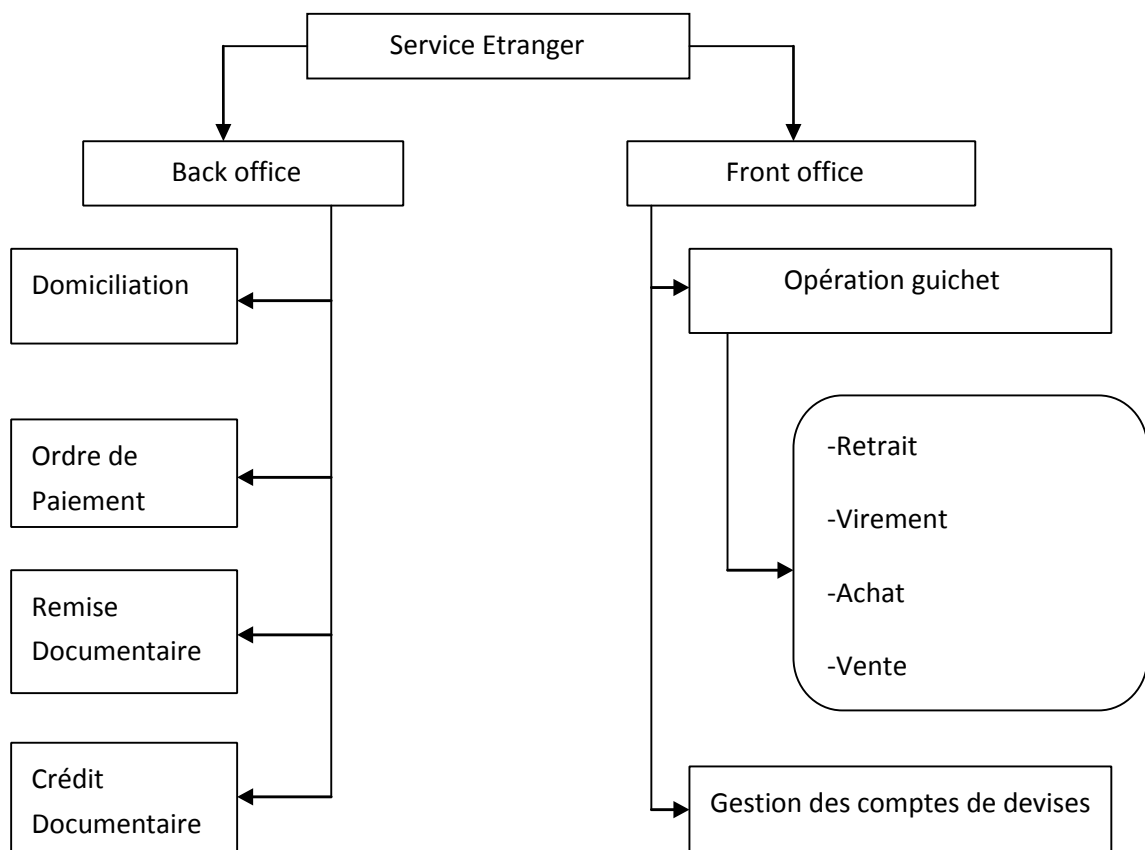 Service Etranger
Back office
Front office
Domiciliation
Opération guichet
Ordre de
Paiement
-Retrait
-Virement
-Achat
-Vente
Remise
Documentaire
Crédit
Documentaire
Gestion des comptes de devises